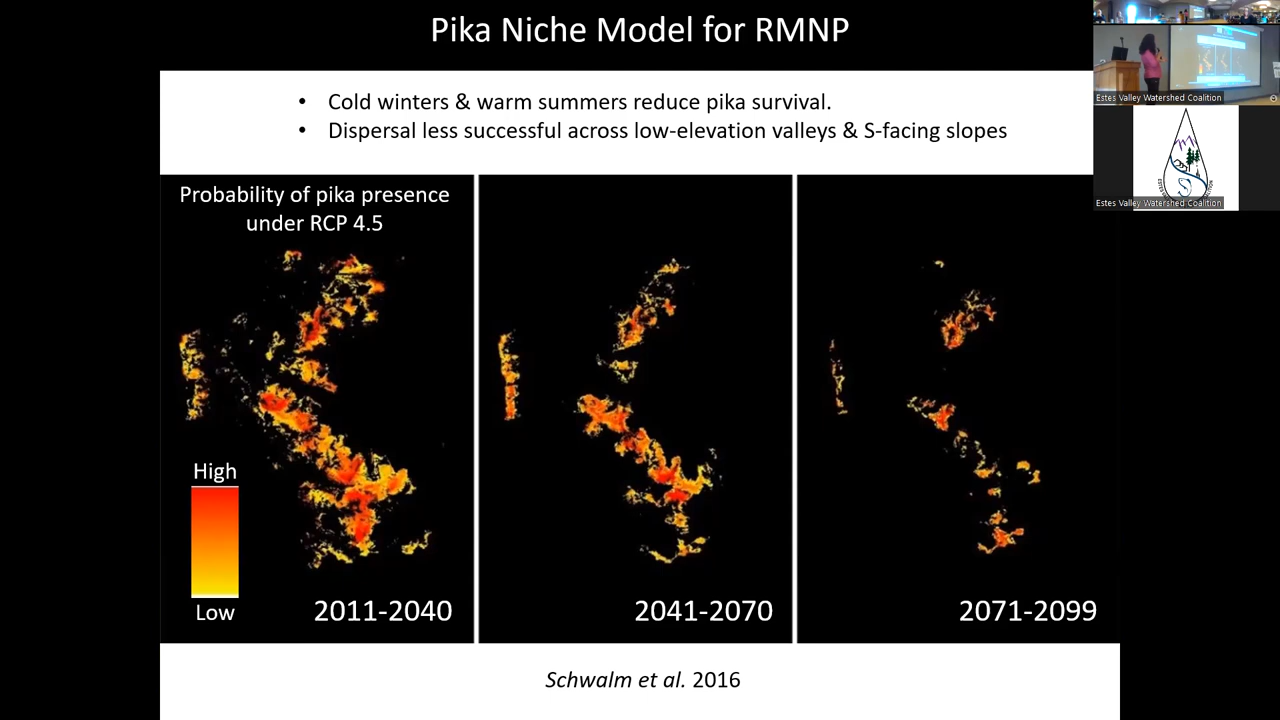 Pika Niche Model for RMNP
• Cold winters & warm summers reduce pika survival.
• Dispersal less successful across low-elevation valleys & S-facing slopes
Probability of pika presence
under RCP 4.5
High
Low
2011-2040
2041-2070
2071-2099
Schwalm et al. 2016
Estes Valley Watershed Coalition
Estes Valley Watershed Coalition